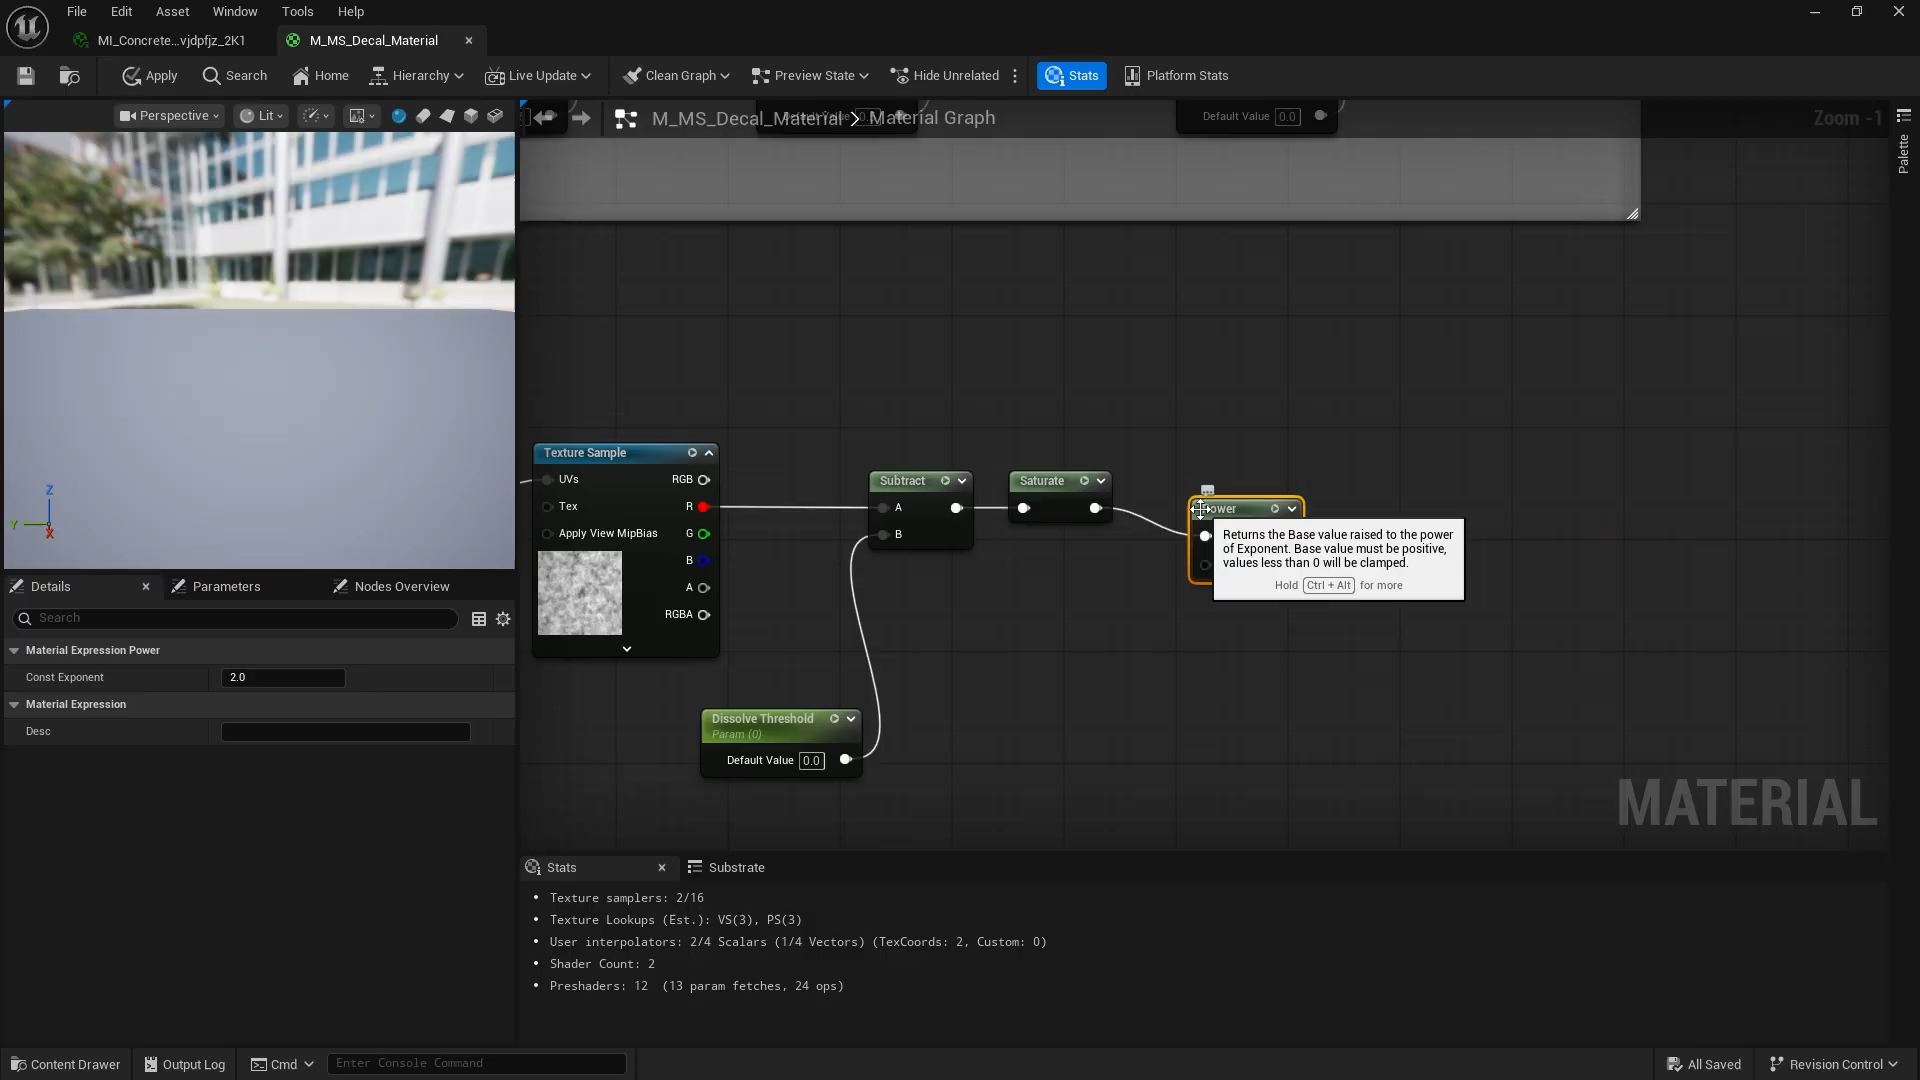 File Edit Asset Window Tools Help
MI_Concrete...vjdpfjz_2K1
M_MS_Decal_Material
Apply Search Home Hierarchy Live Update Clean Graph Preview State Hide Unrelated Stats Platform Stats
Perspective Lit
M_MS_Decal_Material > Material Graph
Default Value 0.0
Zoom -1
Palette
Texture Sample
UVs RGB
Tex R
Apply View MipBias G
B
A
RGBA
Subtract
A
B
Saturate
ower
Returns the Base value raised to the power
of Exponent. Base value must be positive,
values less than 0 will be clamped.
Hold Ctrl + Alt for more
Dissolve Threshold
Param (0)
Default Value 0.0
MATERIAL
Z
Y
X
Details Parameters Nodes Overview
Search
Material Expression Power
Const Exponent 2.0
Material Expression
Desc
Stats Substrate
• Texture samplers: 2/16
• Texture Lookups (Est.): VS(3), PS(3)
• User interpolators: 2/4 Scalars (1/4 Vectors) (TexCoords: 2, Custom: 0)
• Shader Count: 2
• Preshaders: 12 (13 param fetches, 24 ops)
Content Drawer Output Log Cmd Enter Console Command All Saved Revision Control